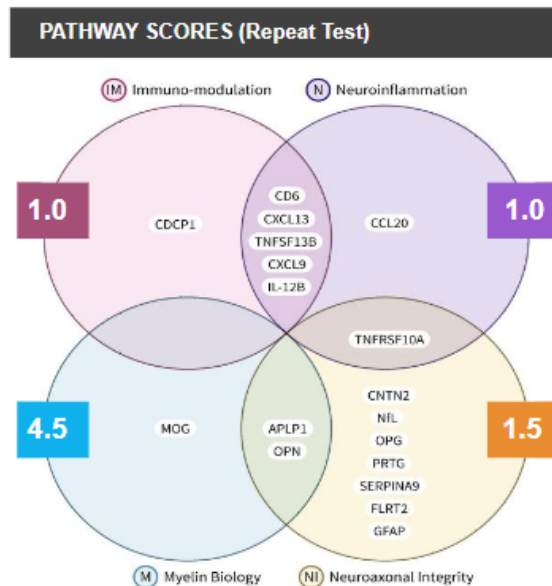 PATHWAY SCORES (Repeat Test)
IM Immuno-modulation
N Neuroinflammation
1.0
1.0
CDCP1
CD6
CXCL13
TNFSF13B
CXCL9
IL-12B
CCL20
TNFRSF10A
4.5
1.5
MOG
APLP1
OPN
CNTN2
NfL
OPG
PRTG
SERPINA9
FLRT2
GFAP
M Myelin Biology
NI Neuroaxonal Integrity